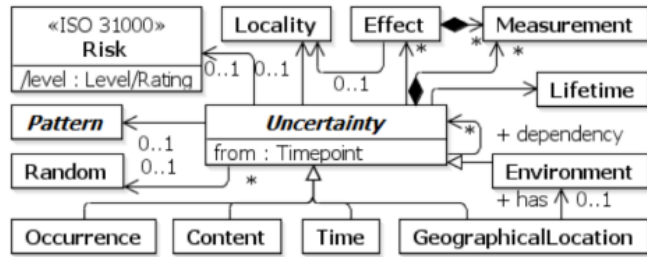 «ISO 31000»
Risk
/level : Level/Rating
Locality
Effect
Measurement
*
*
*
0..1
0..1
0..1
Lifetime
Pattern
Uncertainty
from : Timepoint
*
+ dependency
0..1
0..1
Random
*
Environment
+ has
0..1
Occurrence
Content
Time
GeographicalLocation